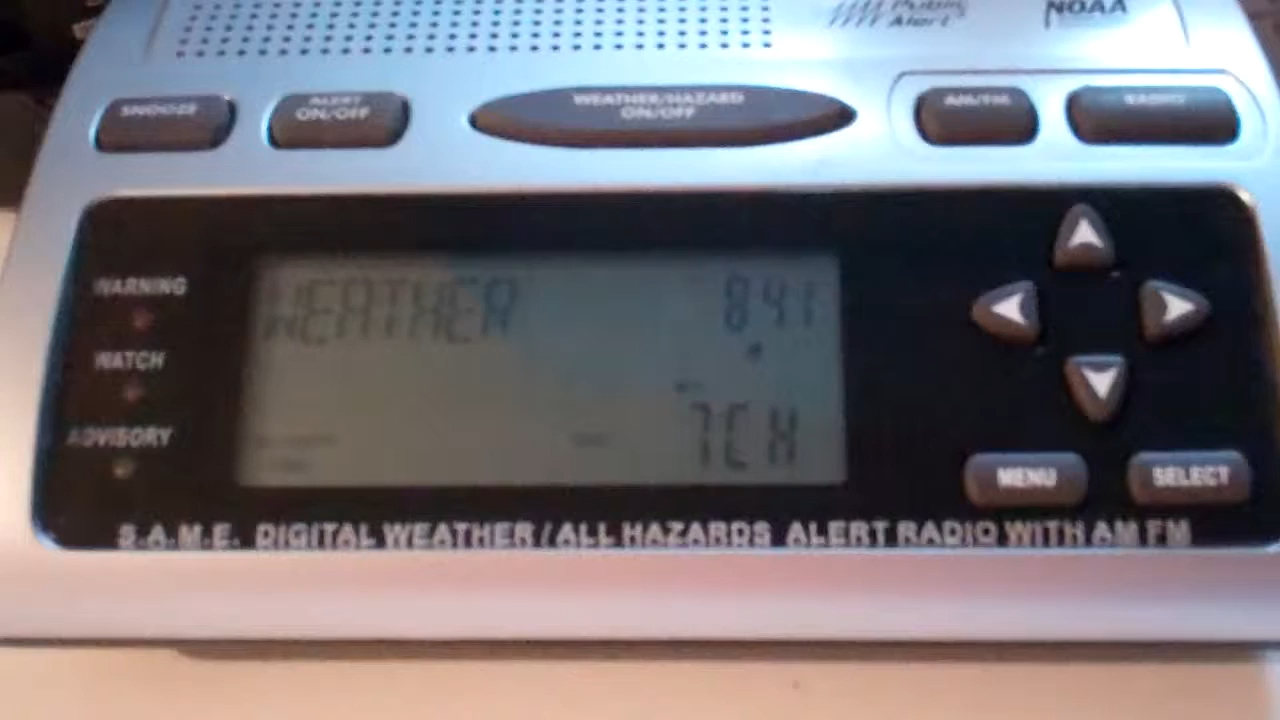 Public
Alert
NOAA
SNOOZE
ALERT
ON/OFF
WEATHER/HAZARD
ON/OFF
AM/FM
RADIO
WARNING
WATCH
ADVISORY
WEATHER 841
7CH
MENU
SELECT
S.A.M.E. DIGITAL WEATHER / ALL HAZARDS ALERT RADIO WITH AM FM